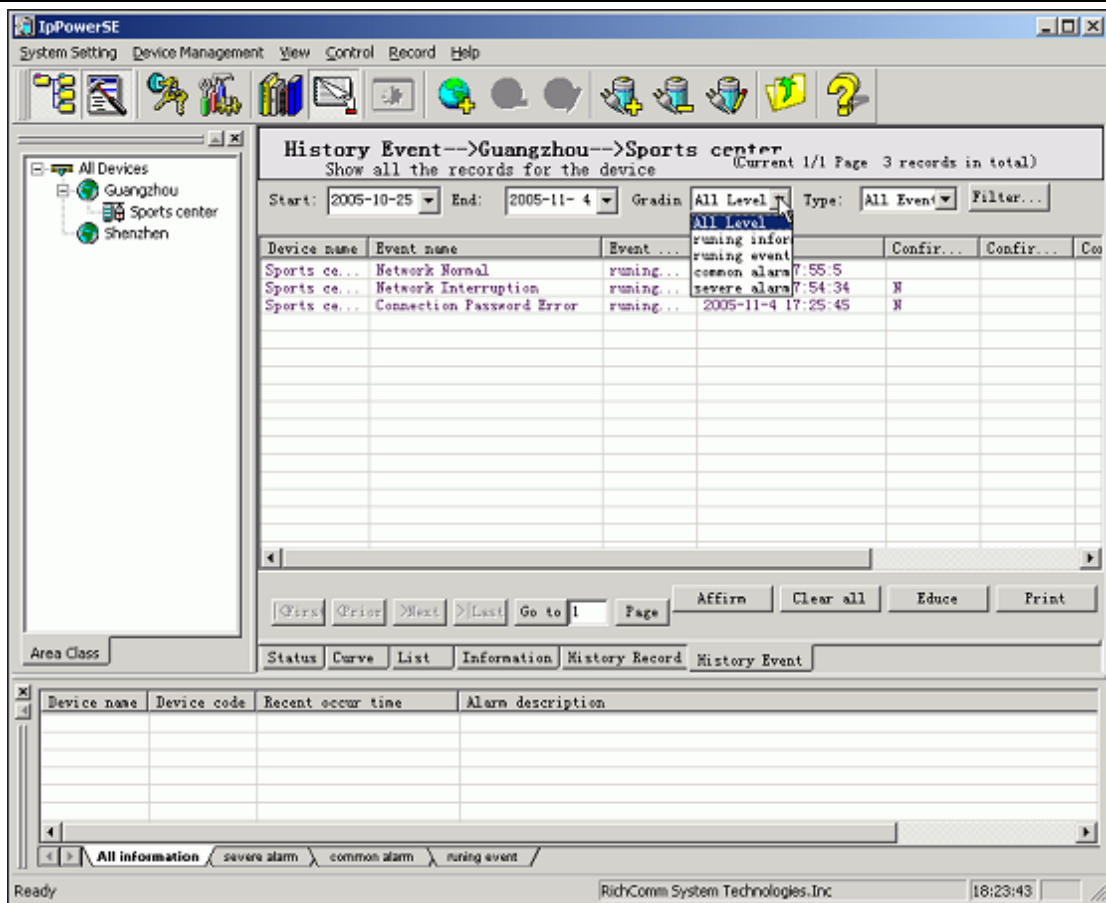 IpPowerSE
System Setting Device Management View Control Record Help
All Devices
Guangzhou
Sports center
Shenzhen
Area Class
History Event-->Guangzhou-->Sports center
Show all the records for the device
(Current 1/1 Page 3 records in total)
Start: 2005-10-25 End: 2005-11- 4 Gradin All Level Type: All Event Filter...
All Level
runing infor
runing event
common alarm
severe alarm
Device name Event name Event ... Confir... Confir... Con
Sports ce... Network Normal runing... 7:55:5
Sports ce... Network Interruption runing... 7:54:34 N
Sports ce... Connection Password Error runing... 2005-11-4 17:25:45 N
|<First <Prior >Next >|Last Go to 1 Page Affirm Clear all Educe Print
Status Curve List Information History Record History Event
Device name Device code Recent occur time Alarm description
All information severe alarm common alarm runing event
Ready RichComm System Technologies.Inc 18:23:43